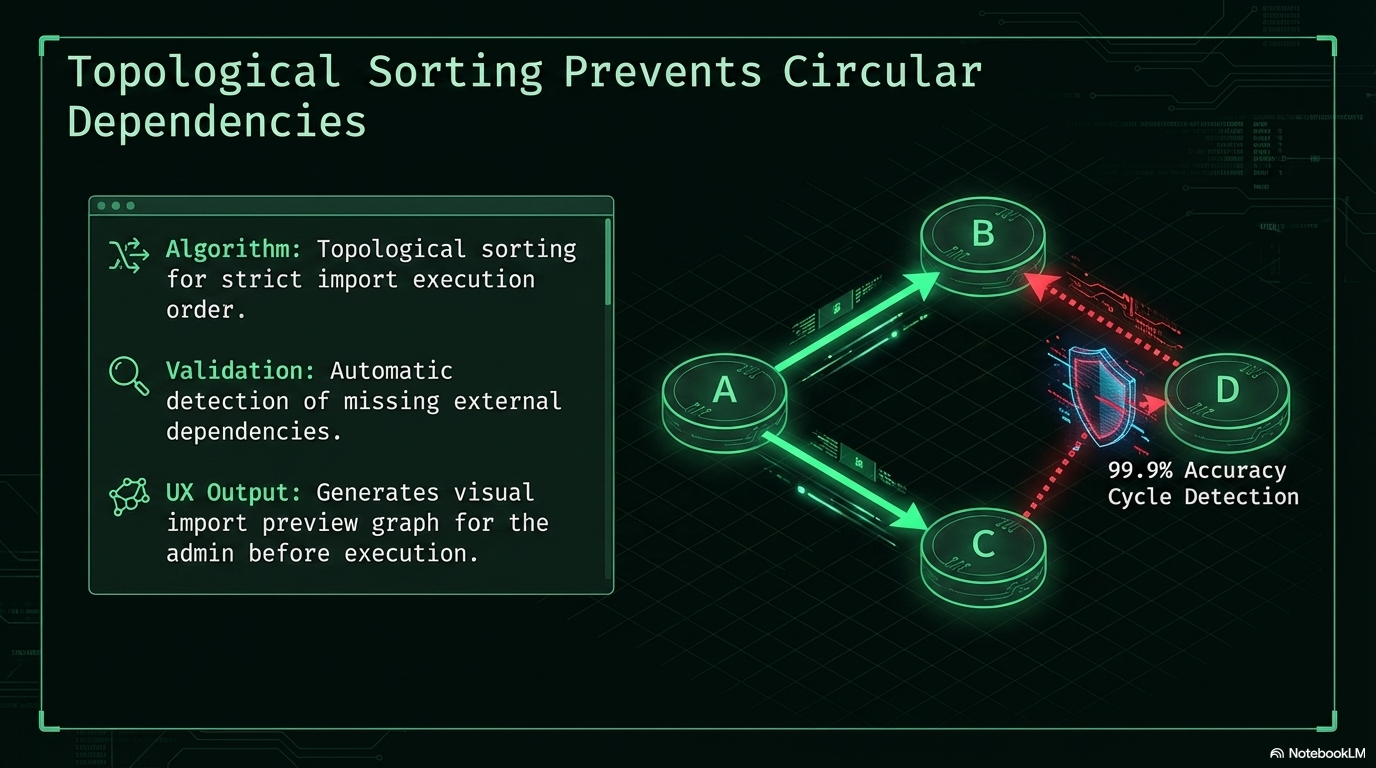 Topological Sorting Prevents Circular
Dependencies
Algorithm: Topological sorting
for strict import execution
order.
Validation: Automatic
detection of missing external
dependencies.
UX Output: Generates visual
import preview graph for the
admin before execution.
B
A
D
C
99.9% Accuracy
Cycle Detection
NotebookLM